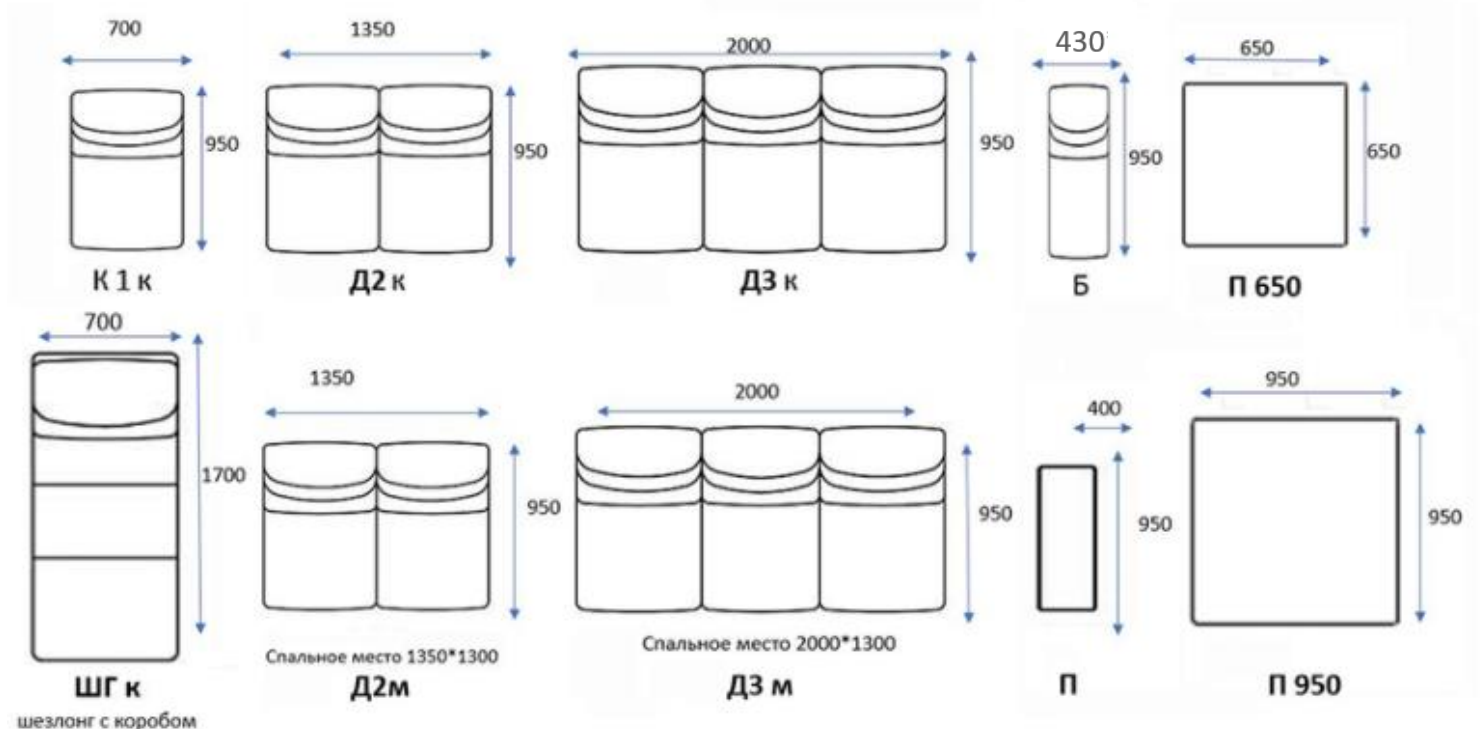 700
1350
2000
430
650
950
950
950
950
650
К 1 к
Д2 к
Д3 к
Б
П 650
700
1350
2000
400
950
1700
950
950
950
950
Спальное место 1350*1300
Спальное место 2000*1300
ШГ к
Д2м
Д3 м
П
П 950
шезлонг с коробом